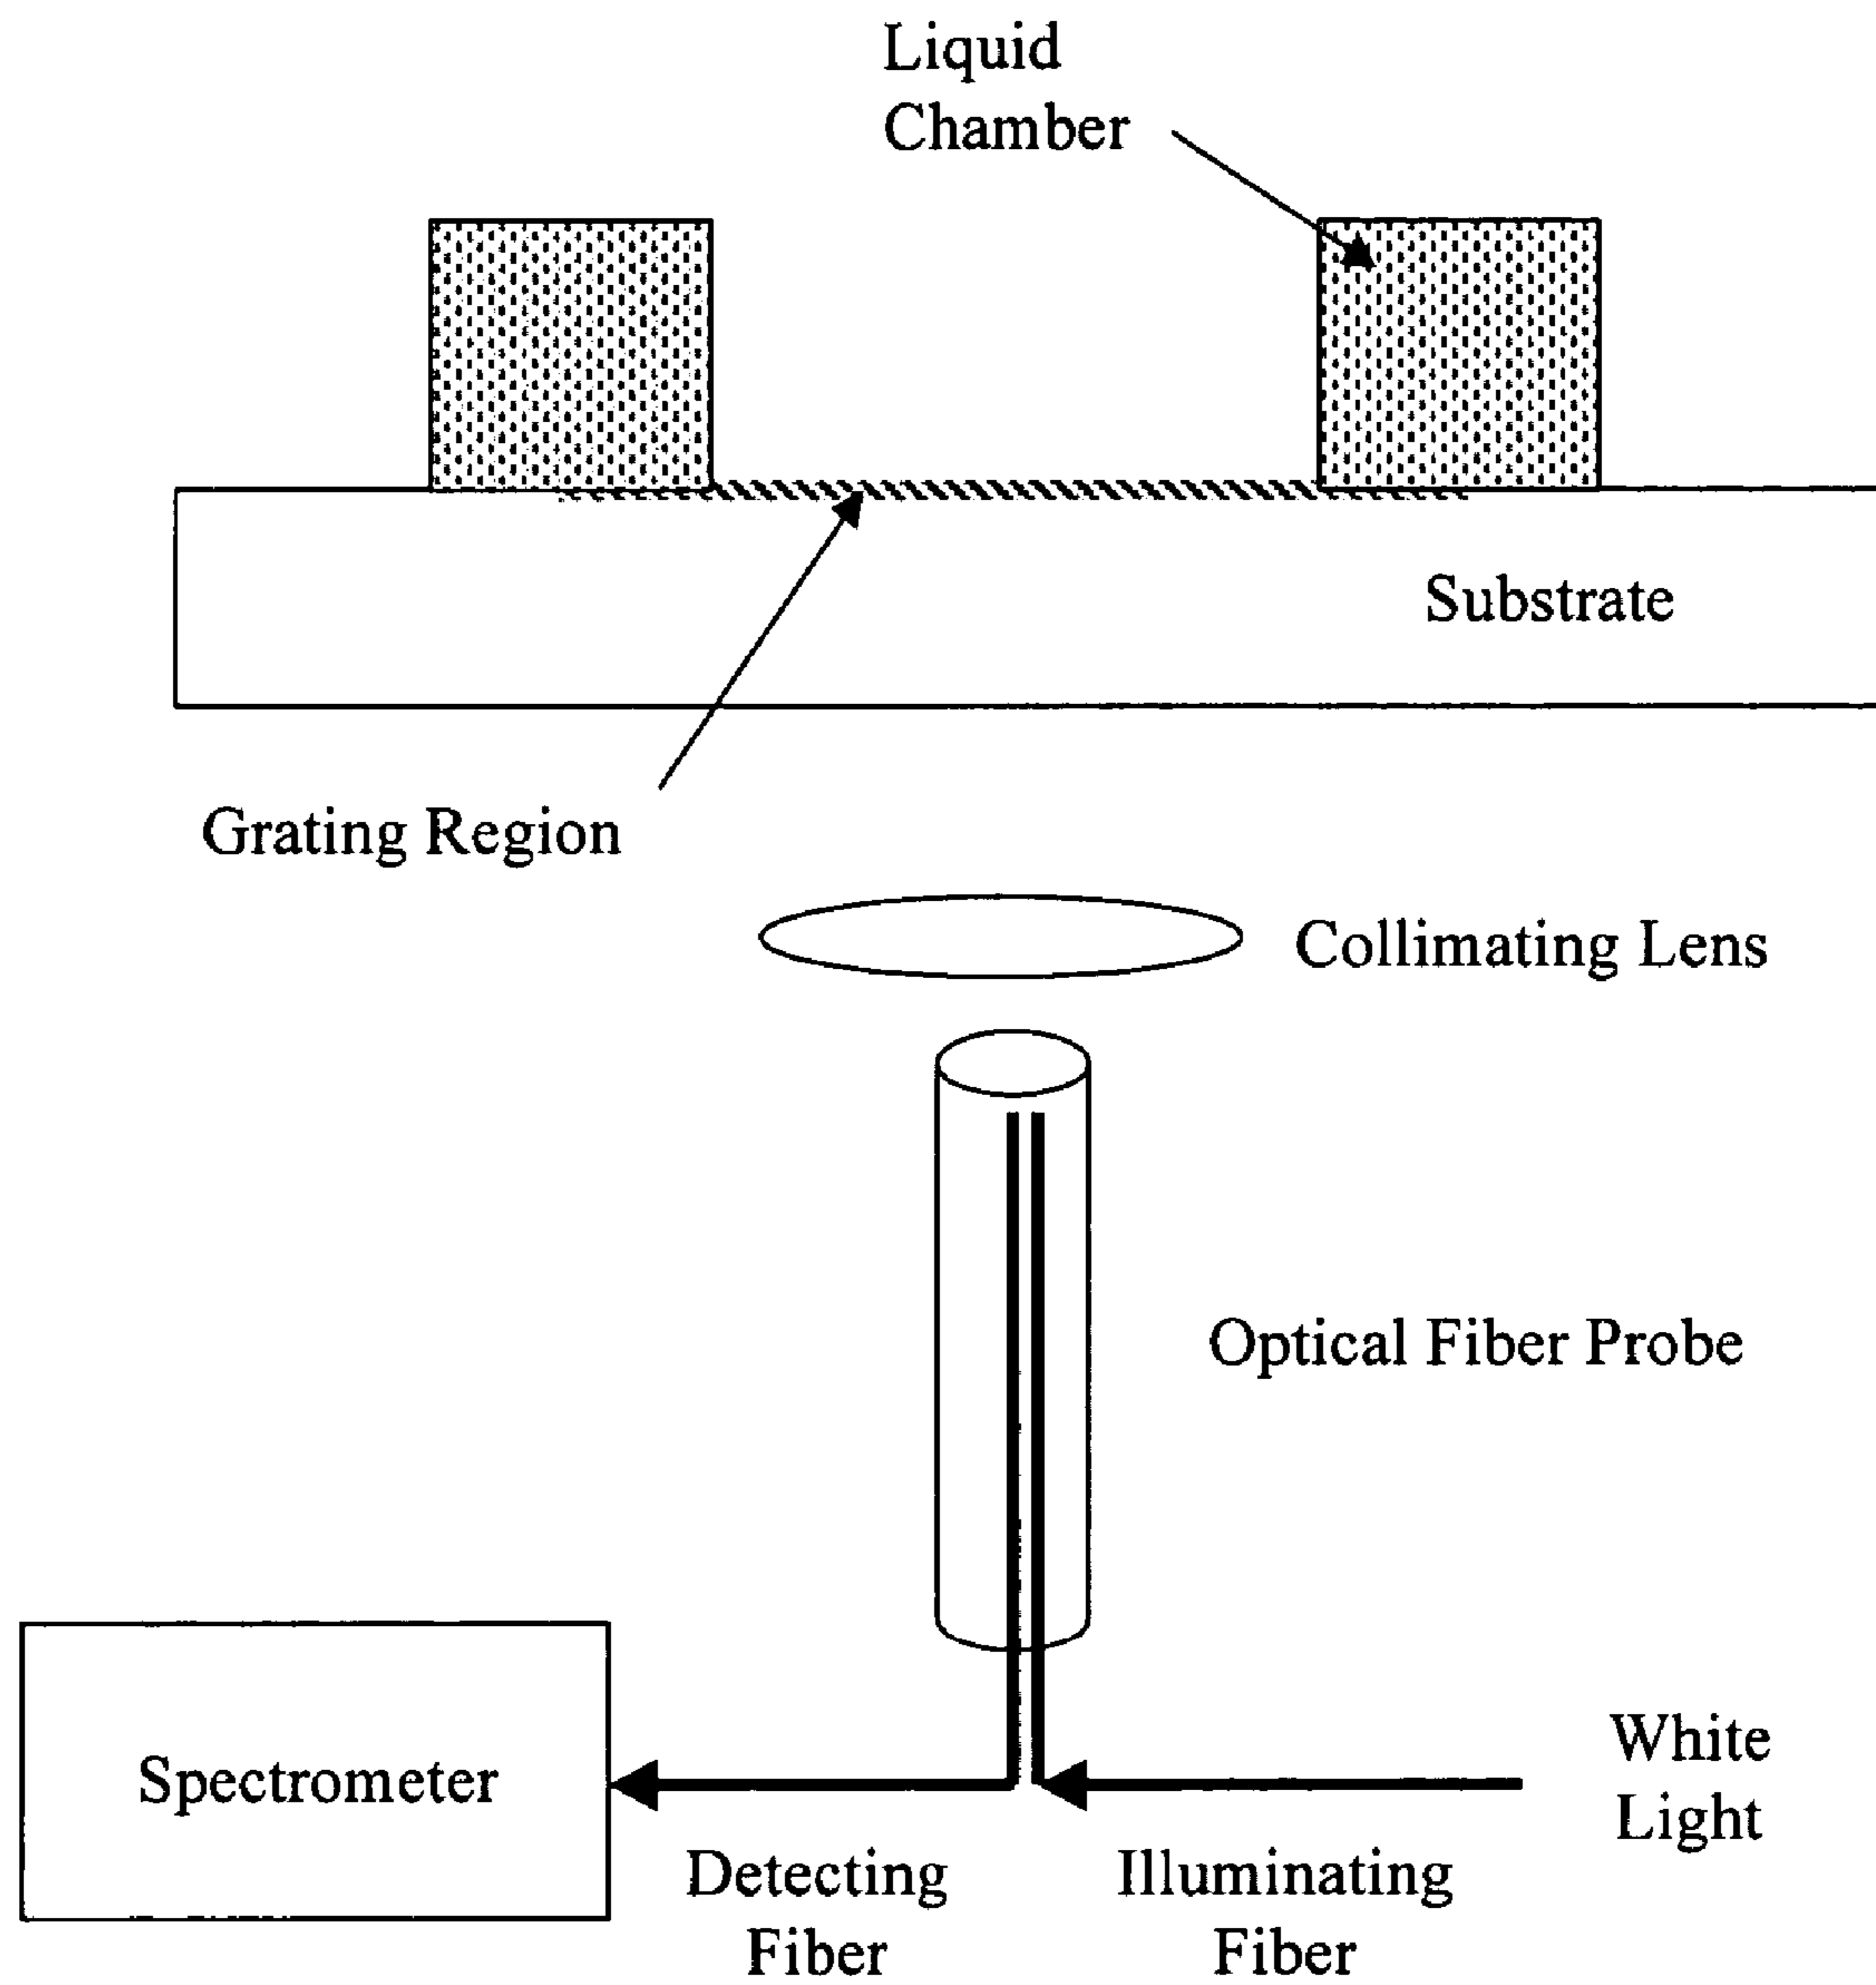 Liquid
Chamber
Substrate
Grating Region
Collimating Lens
Optical Fiber Probe
White
Light
Spectrometer
Detecting
Fiber
Illuminating
Fiber